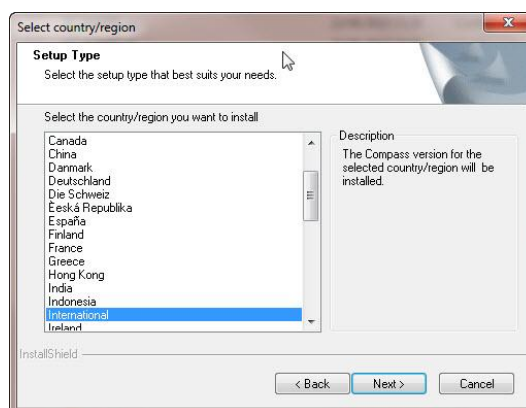 Select country/region
Setup Type
Select the setup type that best suits your needs.
Select the country/region you want to install
Canada
China
Danmark
Deutschland
Die Schweiz
Èeská Republika
España
Finland
France
Greece
Hong Kong
India
Indonesia
International
Ireland
Description
The Compass version for the
selected country/region will be
installed.
InstallShield
< Back
Next >
Cancel